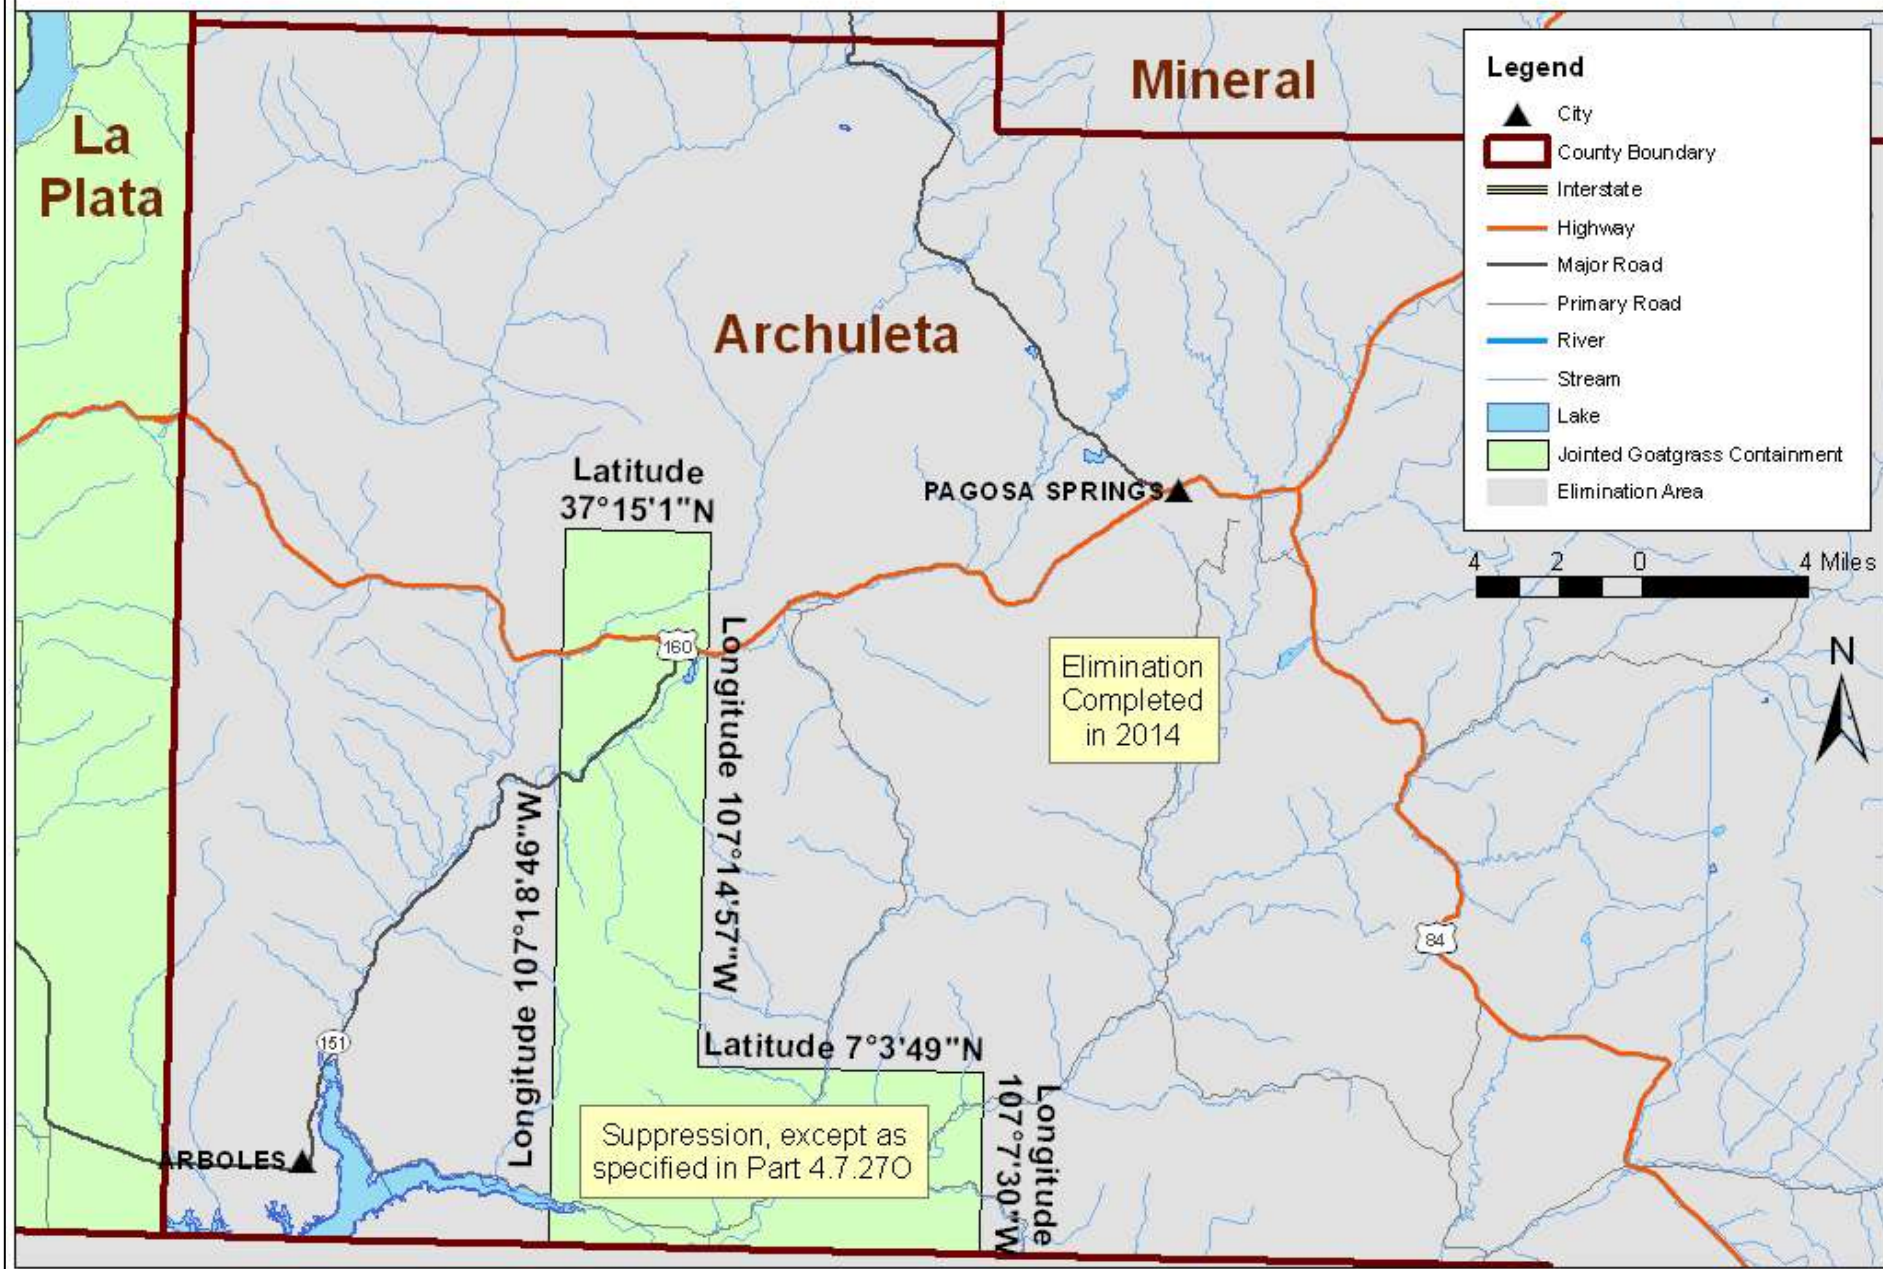 Mineral
La
Plata
Archuleta
Legend
City
County Boundary
Interstate
Highway
Major Road
Primary Road
River
Stream
Lake
Jointed Goatgrass Containment
Elimination Area
4 2 0 4 Miles
N
Latitude
37°15'1"N
PAGOSA SPRINGS
160
Longitude 107°14'57"W
Elimination
Completed
in 2014
Longitude 107°18'46"W
84
151
Latitude 7°3'49"N
Longitude
107°7'30"W
Suppression, except as
specified in Part 4.7.27O
ARBOLES